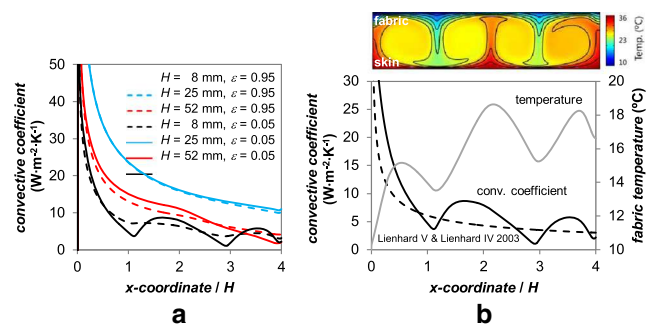 fabric
skin
36
26
16
Temp. (ºC)
convective coefficient
(W·m⁻²·K⁻¹)
50
40
30
20
10
0
H = 8 mm, ε = 0.95
H = 25 mm, ε = 0.95
H = 52 mm, ε = 0.95
H = 8 mm, ε = 0.05
H = 25 mm, ε = 0.05
H = 52 mm, ε = 0.05
0 1 2 3 4
x-coordinate / H
a
convective coefficient
(W·m⁻²·K⁻¹)
30
25
20
15
10
5
0
temperature
conv. coefficient
Lienhard V & Lienhard IV 2003
20
18
16
14
12
10
fabric temperature (ºC)
0 1 2 3 4
x-coordinate / H
b